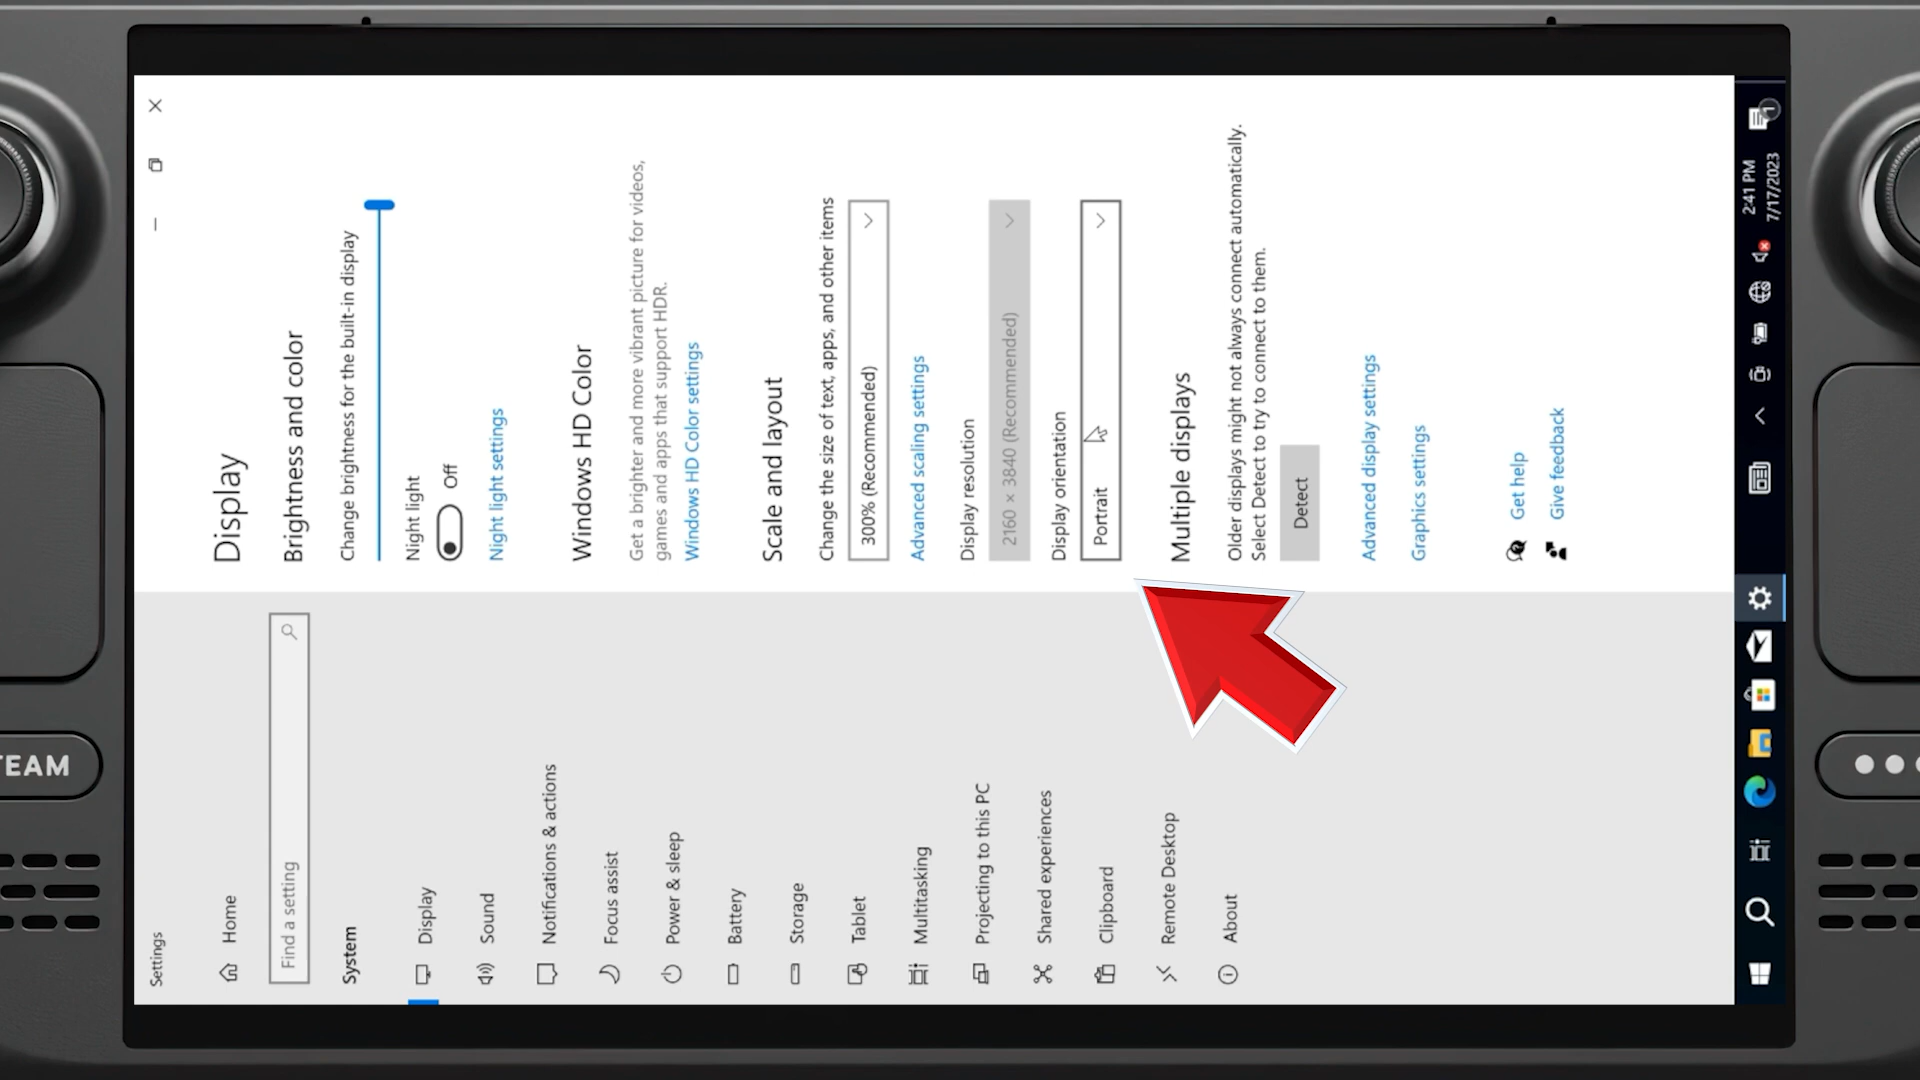 Settings
Home
Find a setting
System
Display
Sound
Notifications & actions
Focus assist
Power & sleep
Battery
Storage
Tablet
Multitasking
Projecting to this PC
Shared experiences
Clipboard
Remote Desktop
About
Display
Brightness and color
Change brightness for the built-in display
Night light
Off
Night light settings
Windows HD Color
Get a brighter and more vibrant picture for videos,
games and apps that support HDR.
Windows HD Color settings
Scale and layout
Change the size of text, apps, and other items
300% (Recommended)
Advanced scaling settings
Display resolution
2160 × 3840 (Recommended)
Display orientation
Portrait
Multiple displays
Older displays might not always connect automatically.
Select Detect to try to connect to them.
Detect
Advanced display settings
Graphics settings
Get help
Give feedback
2:41 PM
7/17/2023
1
TEAM